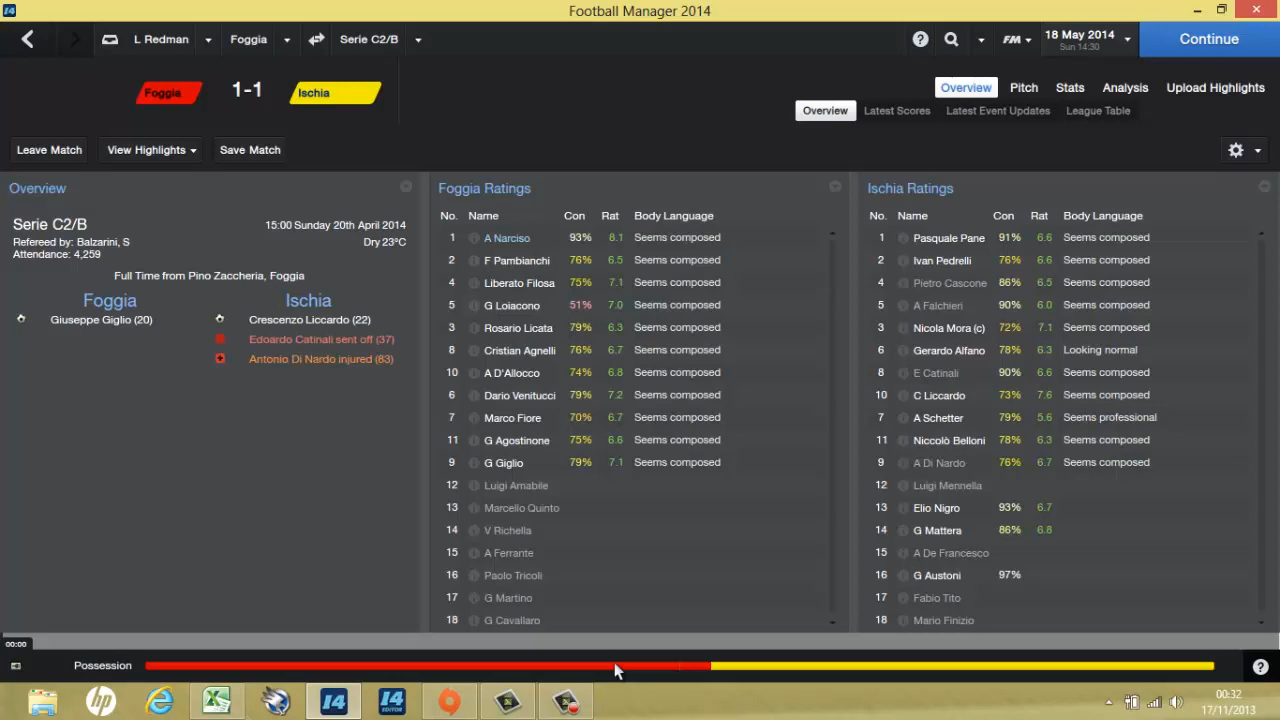 Football Manager 2014
L Redman Foggia Serie C2/B FM 18 May 2014 Continue
Sun 14:30
Foggia 1-1 Ischia
Overview Pitch Stats Analysis Upload Highlights
Overview Latest Scores Latest Event Updates League Table
Leave Match View Highlights Save Match
Overview
Serie C2/B 15:00 Sunday 20th April 2014
Refereed by: Balzarini, S Dry 23°C
Attendance: 4,259
Full Time from Pino Zaccheria, Foggia
Foggia Ischia
Giuseppe Giglio (20) Crescenzo Liccardo (22)
Edoardo Catinali sent off (37)
Antonio Di Nardo injured (83)
Foggia Ratings
No. Name Con Rat Body Language
1 A Narciso 93% 8.1 Seems composed
2 F Pambianchi 76% 6.5 Seems composed
4 Liberato Filosa 75% 7.1 Seems composed
5 G Loiacono 51% 7.0 Seems composed
3 Rosario Licata 79% 6.3 Seems composed
8 Cristian Agnelli 76% 6.7 Seems composed
10 A D'Allocco 74% 6.8 Seems composed
6 Dario Venitucci 79% 7.2 Seems composed
7 Marco Fiore 70% 6.7 Seems composed
11 G Agostinone 75% 6.6 Seems composed
9 G Giglio 79% 7.1 Seems composed
12 Luigi Amabile
13 Marcello Quinto
14 V Richella
15 A Ferrante
16 Paolo Tricoli
17 G Martino
18 G Cavallaro
Ischia Ratings
No. Name Con Rat Body Language
1 Pasquale Pane 91% 6.6 Seems composed
2 Ivan Pedrelli 76% 6.6 Seems composed
4 Pietro Cascone 86% 6.5 Seems composed
5 A Falchieri 90% 6.0 Seems composed
3 Nicola Mora (c) 72% 7.1 Seems composed
6 Gerardo Alfano 78% 6.3 Looking normal
8 E Catinali 90% 6.6 Seems composed
10 C Liccardo 73% 7.6 Seems composed
7 A Schetter 79% 5.6 Seems professional
11 Niccolò Belloni 78% 6.3 Seems composed
9 A Di Nardo 76% 6.7 Seems composed
12 Luigi Mennella
13 Elio Nigro 93% 6.7
14 G Mattera 86% 6.8
15 A De Francesco
16 G Austoni 97%
17 Fabio Tito
18 Mario Finizio
00:00
Possession
00:32
17/11/2013